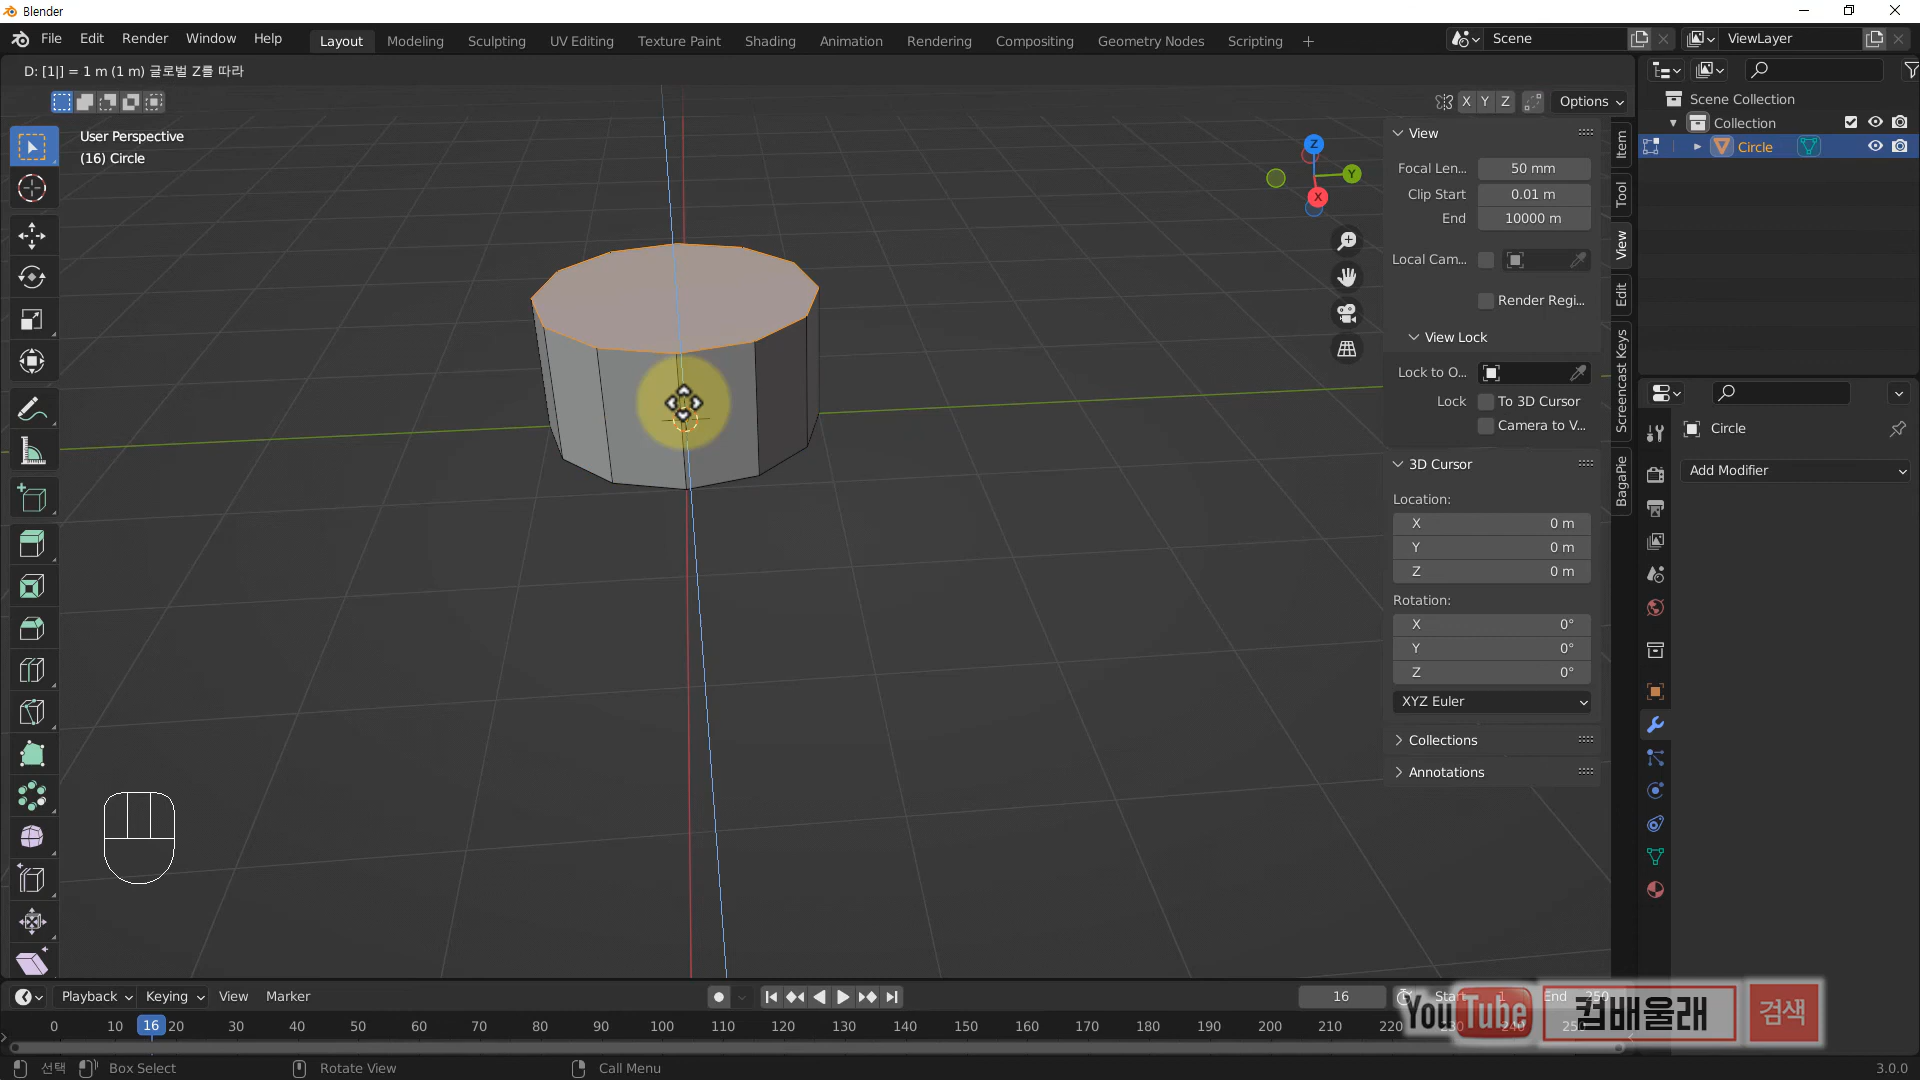 Blender
File Edit Render Window Help
Layout Modeling Sculpting UV Editing Texture Paint Shading Animation Rendering Compositing Geometry Nodes Scripting +
Scene
ViewLayer
D: [1|] = 1 m (1 m) 글로벌 Z를 따라
X Y Z Options
User Perspective
(16) Circle
Z
Y
X
View
Focal Len... 50 mm
Clip Start 0.01 m
End 10000 m
Local Cam...
Render Regi...
View Lock
Lock to O...
Lock To 3D Cursor
Camera to V...
3D Cursor
Location:
X 0 m
Y 0 m
Z 0 m
Rotation:
X 0°
Y 0°
Z 0°
XYZ Euler
Collections
Annotations
Item
Tool
View
Edit
Screencast Keys
BagaPie
Scene Collection
Collection
Circle
Circle
Add Modifier
Playback Keying View Marker
16
Start 1 End 250
0 10 16 20 30 40 50 60 70 80 90 100 110 120 130 140 150 160 170 180 190 200 210 220 230 240 250
YouTube 컴배울래 검색
선택 Box Select Rotate View Call Menu
3.0.0